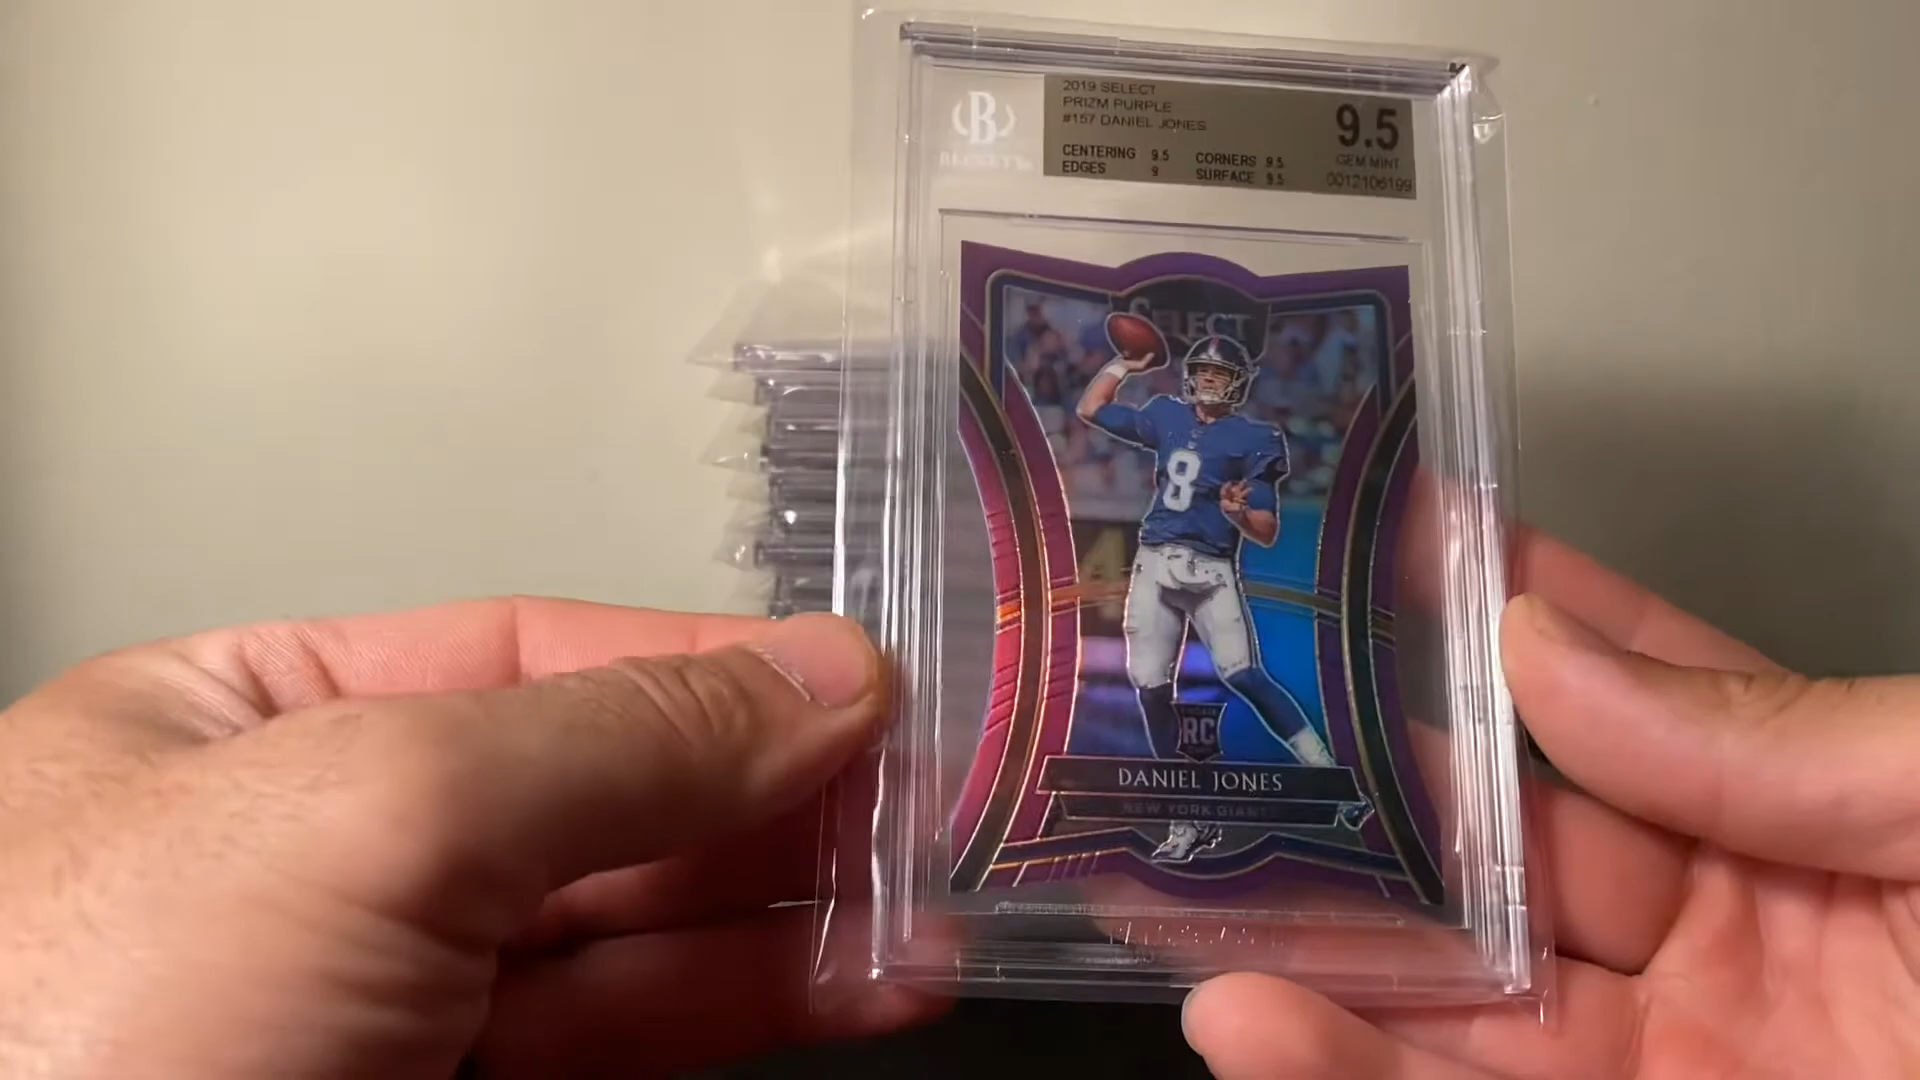 2019 SELECT
PRIZM PURPLE
#157 DANIEL JONES
CENTERING 9.5 CORNERS 9.5
EDGES 9 SURFACE 9.5
9.5
GEM MINT
0012106199
B
BECKETT
SELECT
8
RC
DANIEL JONES
NEW YORK GIANTS